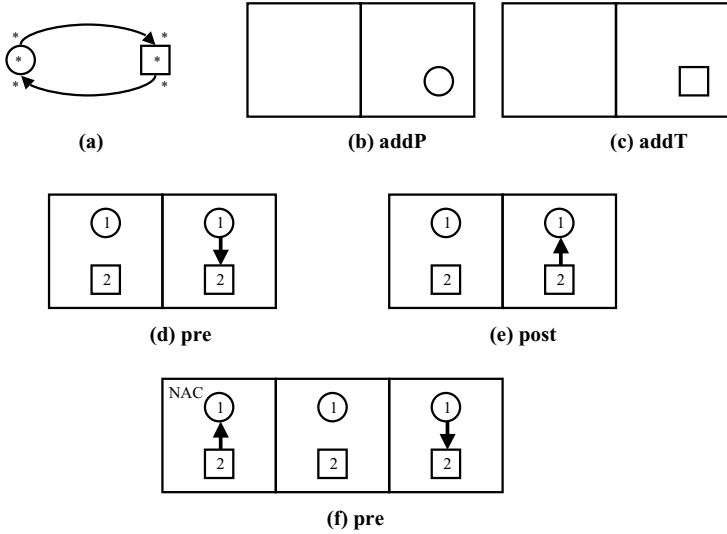 * *
* *
* *
(a)
(b) addP
(c) addT
1 1
2 2
(d) pre
1 1
2 2
(e) post
NAC
1 1 1
2 2 2
(f) pre